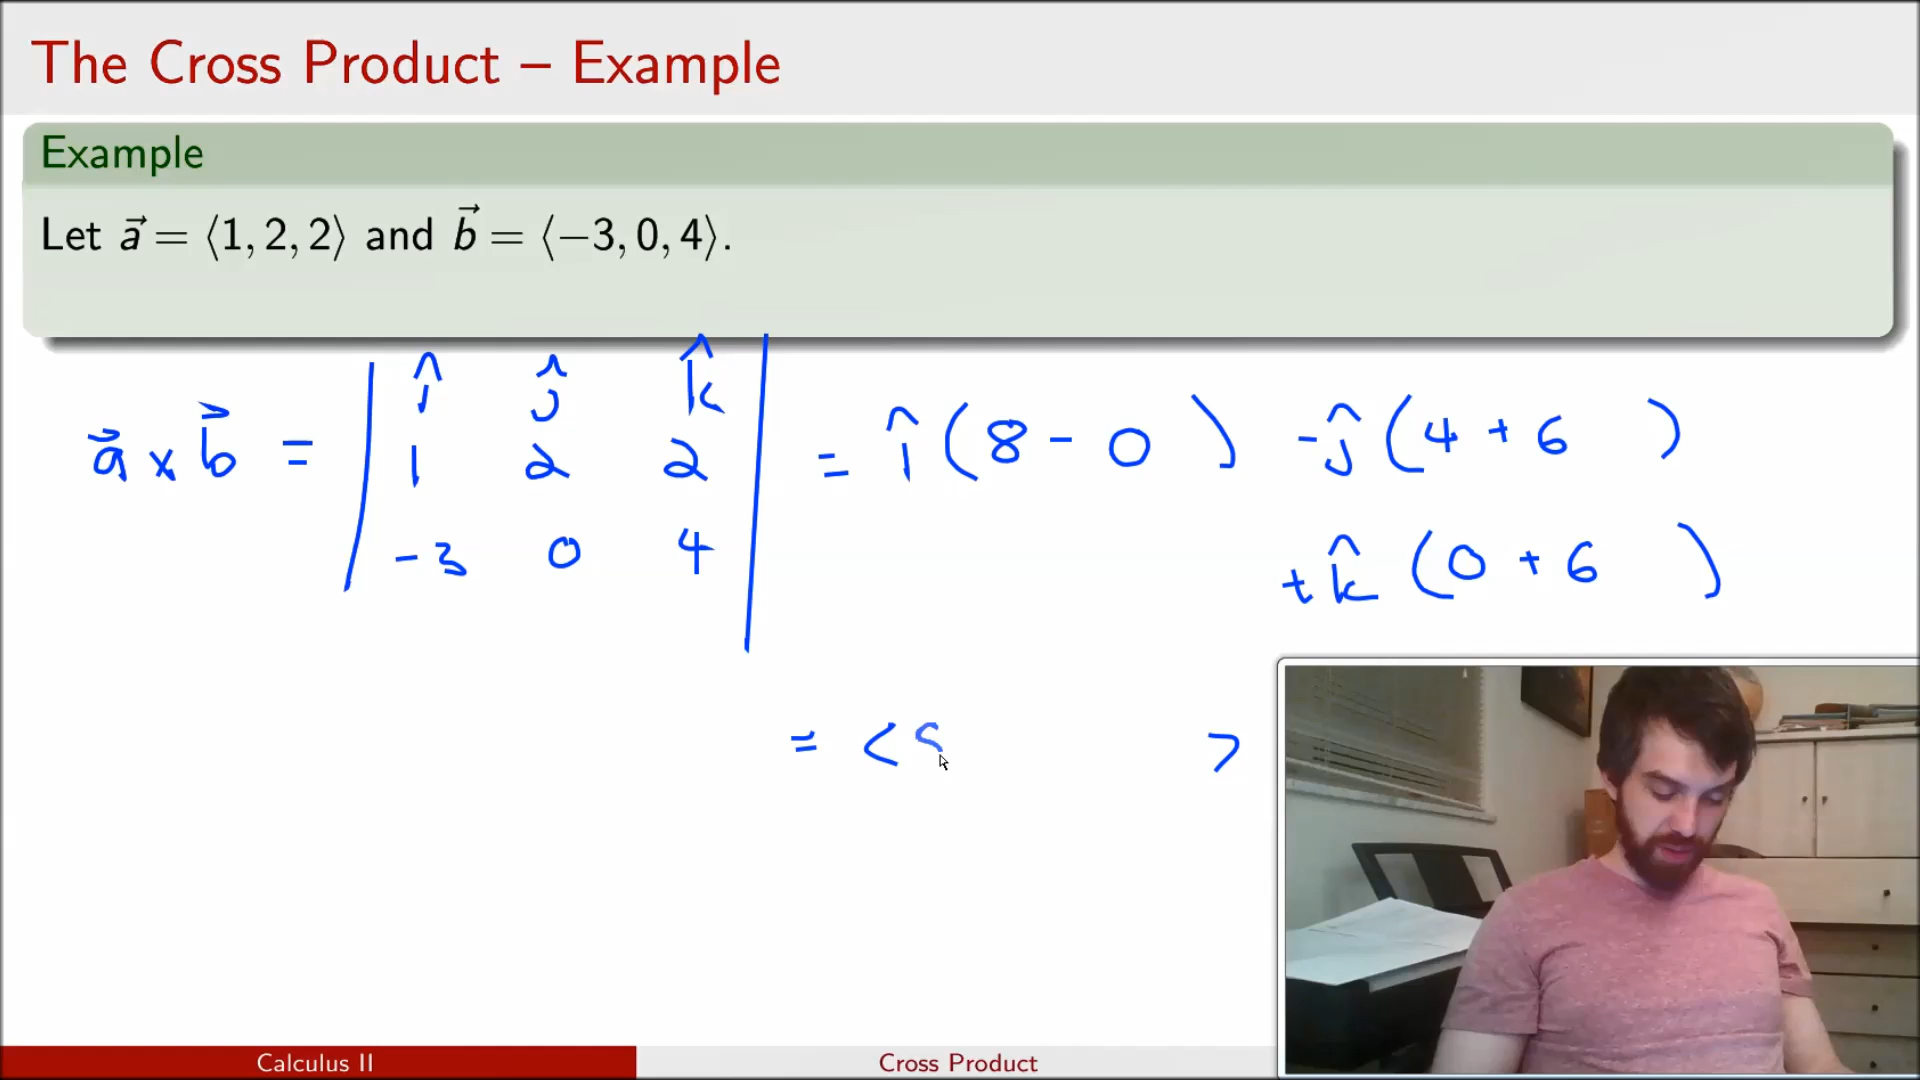 The Cross Product – Example
Example
Let a⃗ = ⟨1, 2, 2⟩ and b⃗ = ⟨−3, 0, 4⟩.
î ĵ k̂
a⃗ × b⃗ = | 1 2 2 | = î (8 - 0 ) -ĵ (4 + 6 )
-3 0 4
+ k̂ (0 + 6 )
= < >
Calculus II
Cross Product